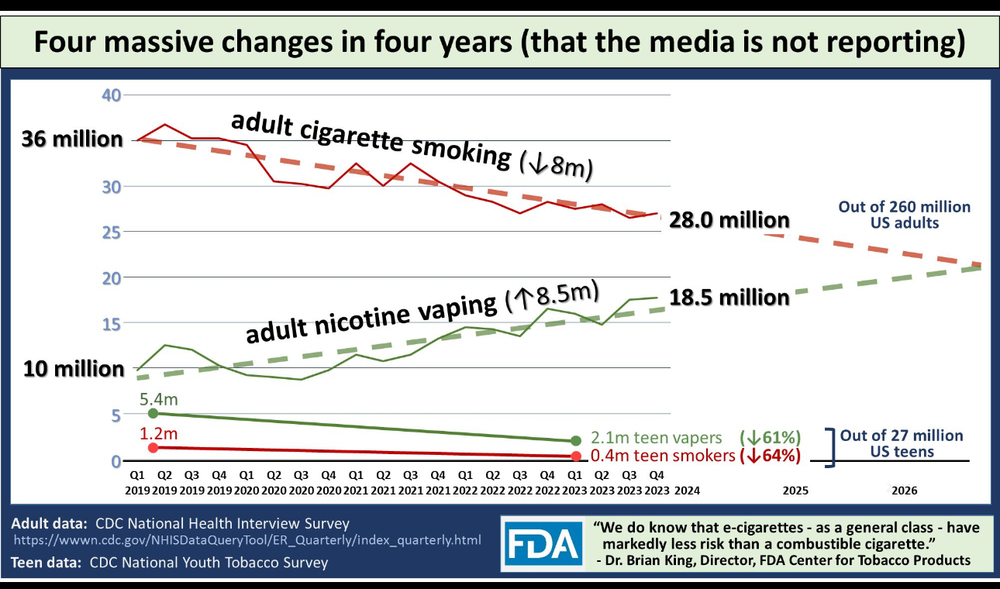 Four massive changes in four years (that the media is not reporting)
40
adult cigarette smoking (↓8m)
36 million
30
28.0 million
Out of 260 million
US adults
25
20
adult nicotine vaping (↑8.5m)
18.5 million
15
10 million
5.4m
5
1.2m
2.1m teen vapers (↓61%)
0.4m teen smokers (↓64%)
Out of 27 million
US teens
0
Q1 Q2 Q3 Q4 Q1 Q2 Q3 Q4 Q1 Q2 Q3 Q4 Q1 Q2 Q3 Q4 Q1 Q2 Q3 Q4
2019 2019 2019 2019 2020 2020 2020 2020 2021 2021 2021 2021 2022 2022 2022 2022 2023 2023 2023 2023 2024 2025 2026
Adult data: CDC National Health Interview Survey
https://wwwn.cdc.gov/NHISDataQueryTool/ER_Quarterly/index_quarterly.html
Teen data: CDC National Youth Tobacco Survey
FDA
“We do know that e-cigarettes - as a general class - have
markedly less risk than a combustible cigarette.”
- Dr. Brian King, Director, FDA Center for Tobacco Products